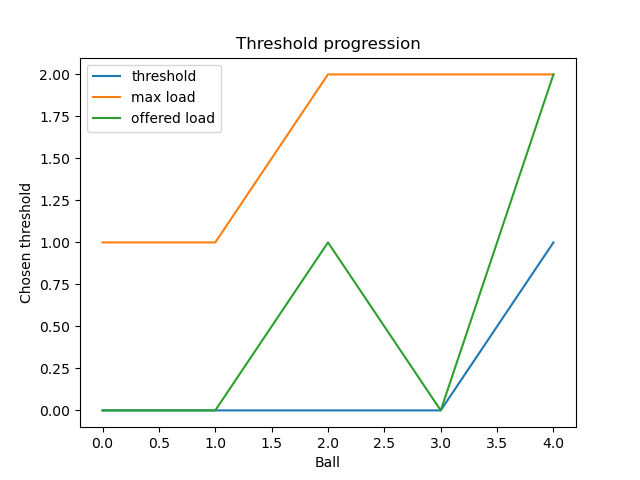 Threshold progression
threshold
max load
offered load
Chosen threshold
2.00
1.75
1.50
1.25
1.00
0.75
0.50
0.25
0.00
0.0 0.5 1.0 1.5 2.0 2.5 3.0 3.5 4.0
Ball